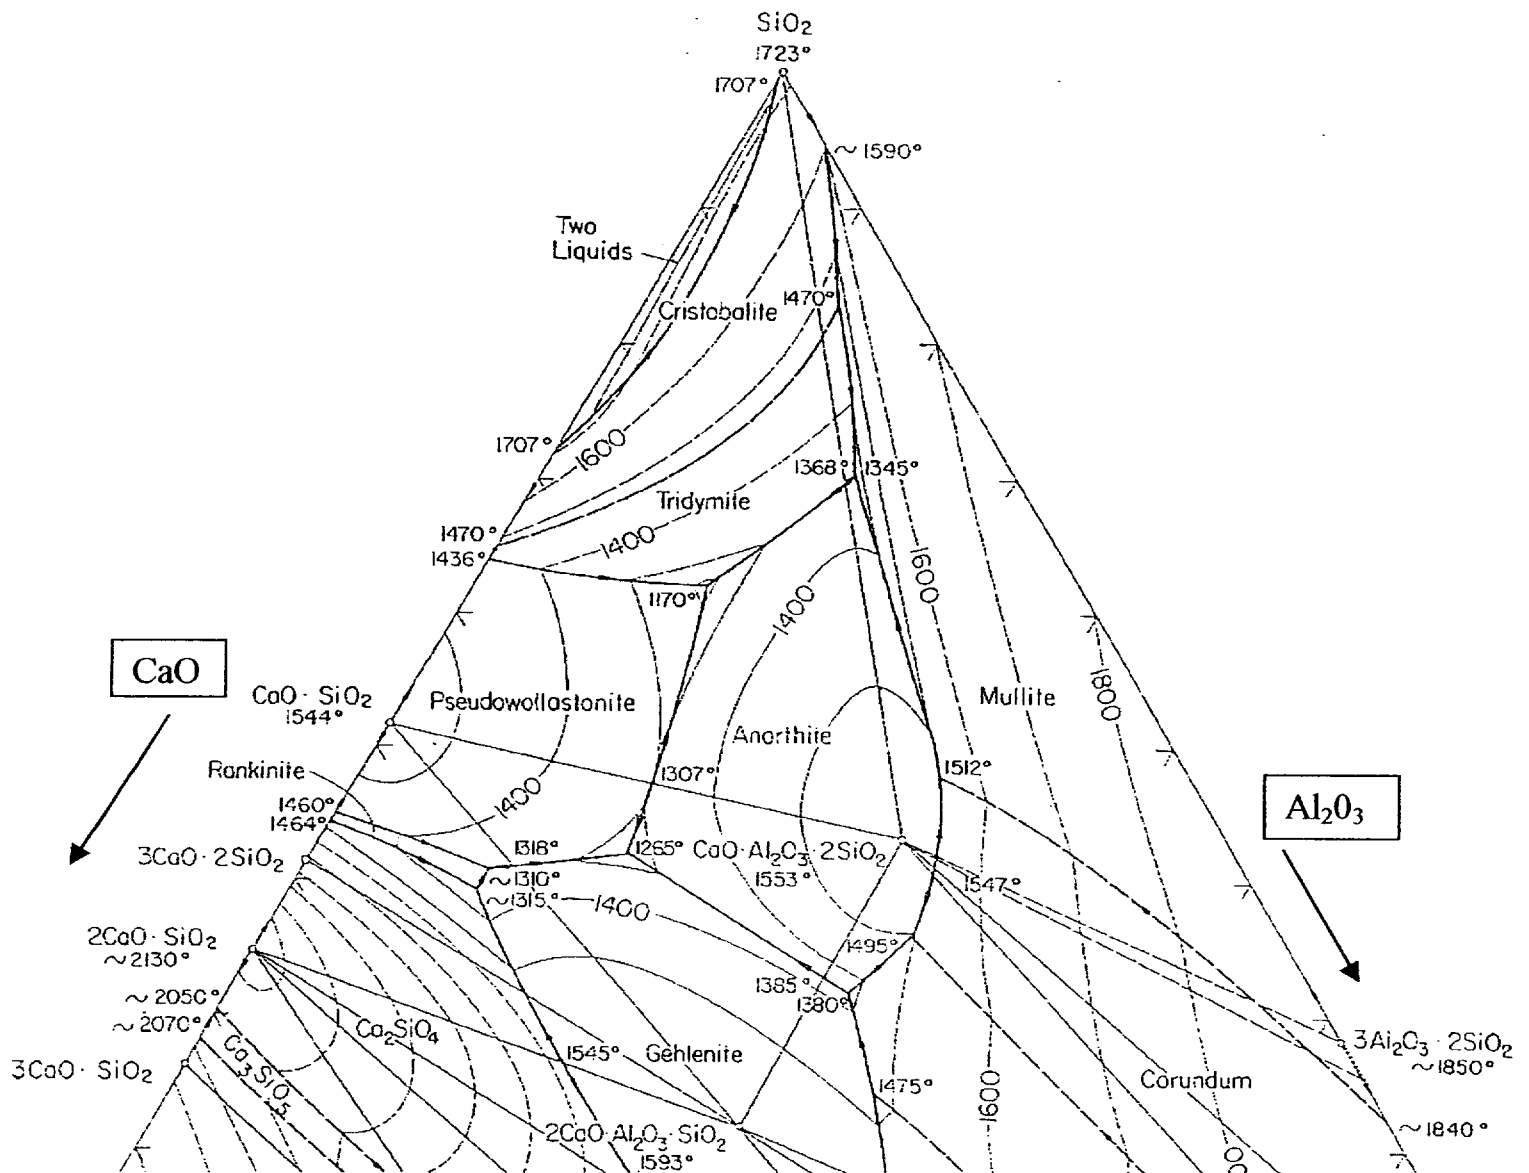 SiO₂
1723°
1707°
~1590°
Two
Liquids
Cristobalite
1470°
1707°
1600
1368°
1345°
Tridymite
1470°
1400
1436°
1170°
1400
1600
CaO
CaO·SiO₂
1544°
Pseudowollastonite
Mullite
1800
Anorthite
Rankinite
1307°
1512°
Al₂0₃
1460°
1400
1464°
3CaO·2SiO₂
1318°
1265°
CaO·Al₂O₃·2SiO₂
1553°
~1310°
~1315°
1400
1547°
2CaO·SiO₂
~2130°
1495°
1385°
1380°
~2050°
~2070°
Ca₂SiO₄
Ca₃SiO₅
1545°
Gehlenite
3Al₂O₃·2SiO₂
~1850°
3CaO·SiO₂
1475°
1600
Corundum
2CaO·Al₂O₃·SiO₂
1593°
~1840°